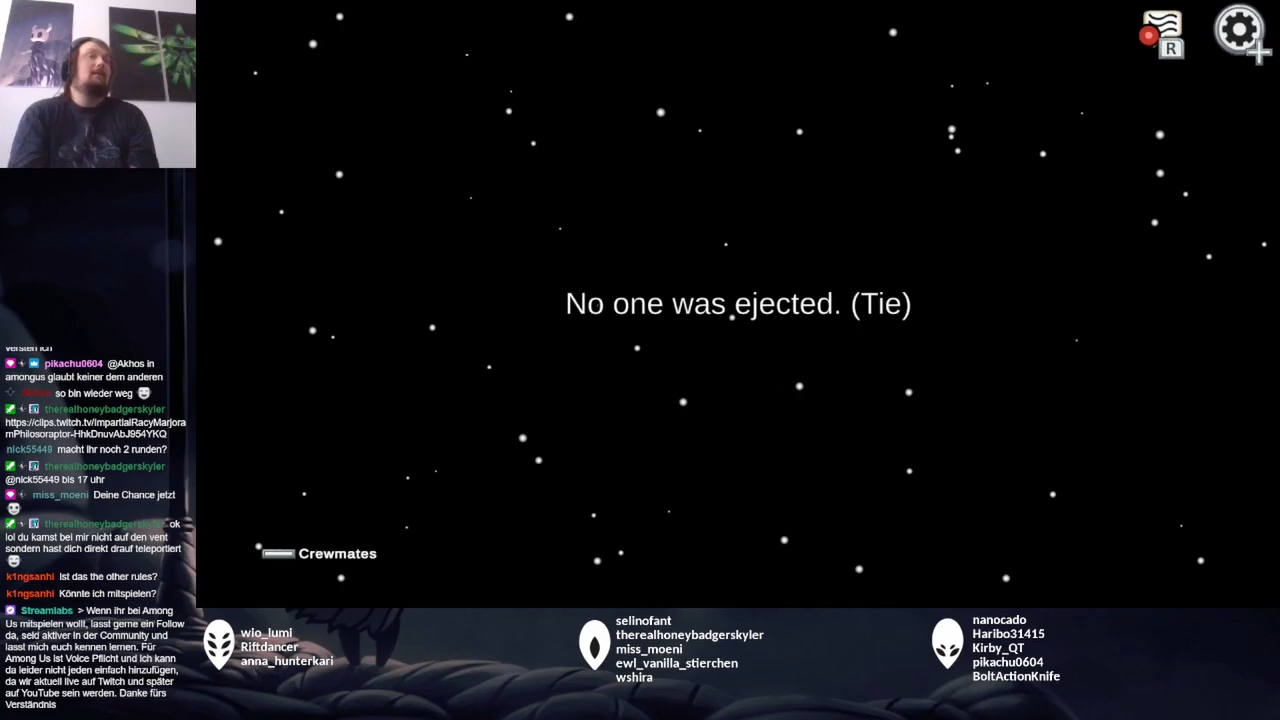 R
No one was ejected. (Tie)
Crewmates
pikachu0604 @Akhos in
amongus glaubt keiner dem anderen
so bin wieder weg
therealhoneybadgerskyler
https://clips.twitch.tv/ImpartialRacyMarjora
mPhilosoraptor-HhkDnuvAbJ954YKQ
nick55449 macht ihr noch 2 runden?
therealhoneybadgerskyler
@nick55449 bis 17 uhr
miss_moeni Deine Chance jetzt
therealhoneybadgerskyler ok
lol du kamst bei mir nicht auf den vent
sondern hast dich direkt drauf teleportiert
k1ngsanhi Ist das the other rules?
k1ngsanhi Könnte ich mitspielen?
Streamlabs > Wenn ihr bei Among
Us mitspielen wollt, lasst gerne ein Follow
da, seid aktiver in der Community und
lasst mich euch kennen lernen. Für
Among Us ist Voice Pflicht und ich kann
da leider nicht jeden einfach hinzufügen,
da wir aktuell live auf Twitch und später
auf YouTube sein werden. Danke fürs
Verständnis
wio_lumi
Riftdancer
anna_hunterkari
selinofant
therealhoneybadgerskyler
miss_moeni
ewl_vanilla_stierchen
wshira
nanocado
Haribo31415
Kirby_QT
pikachu0604
BoltActionKnife